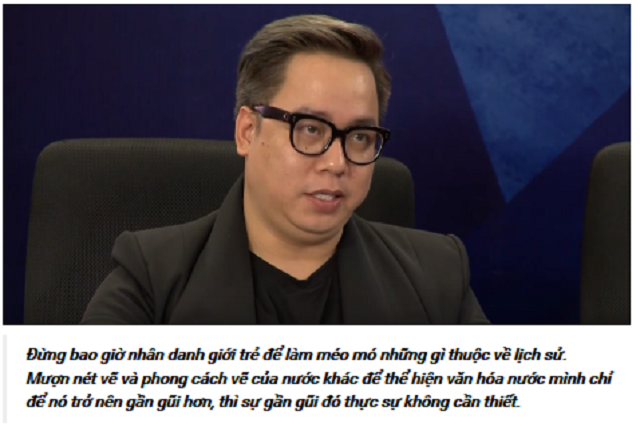 Đừng bao giờ nhân danh giới trẻ để làm méo mó những gì thuộc về lịch sử.
Mượn nét vẽ và phong cách vẽ của nước khác để thể hiện văn hóa nước mình chỉ
để nó trở nên gần gũi hơn, thì sự gần gũi đó thực sự không cần thiết.